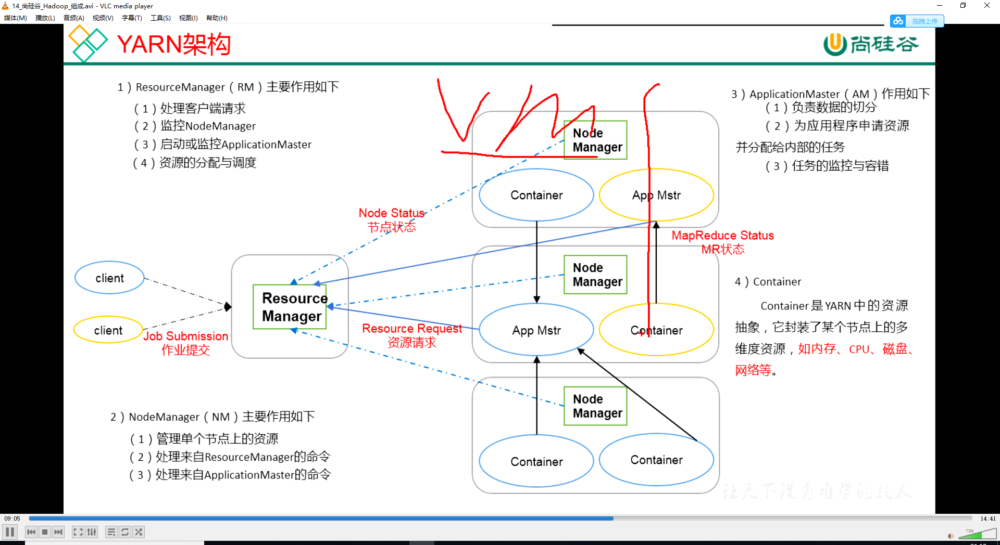 14_尚硅谷_Hadoop_组成.avi - VLC media player
媒体(M) 播放(L) 音频(A) 视频(V) 字幕(T) 工具(S) 视图(I) 帮助(H)
拖拽上传
YARN架构
尚硅谷
1）ResourceManager（RM）主要作用如下
（1）处理客户端请求
（2）监控NodeManager
（3）启动或监控ApplicationMaster
（4）资源的分配与调度
3）ApplicationMaster（AM）作用如下
（1）负责数据的切分
（2）为应用程序申请资源
并分配给内部的任务
（3）任务的监控与容错
Node
Manager
Container
App Mstr
Node Status
节点状态
MapReduce Status
MR状态
client
client
Job Submission
作业提交
Resource
Manager
Resource Request
资源请求
Node
Manager
App Mstr
Container
4）Container
Container是YARN中的资源
抽象，它封装了某个节点上的多
维度资源，如内存、CPU、磁盘、
网络等。
2）NodeManager（NM）主要作用如下
（1）管理单个节点上的资源
（2）处理来自ResourceManager的命令
（3）处理来自ApplicationMaster的命令
Node
Manager
Container
Container
让天下没有难学的技术
09:05
14:41
75%